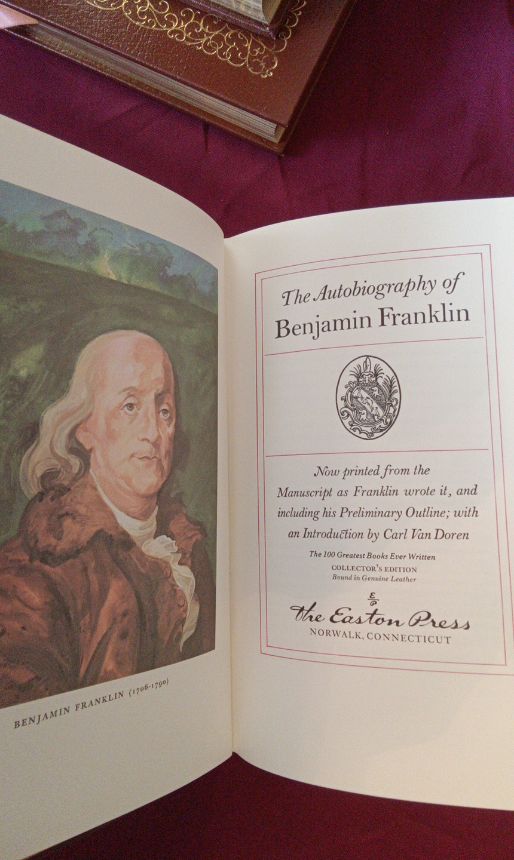 BENJAMIN FRANKLIN (1706-1790)
The Autobiography of
Benjamin Franklin
Now printed from the
Manuscript as Franklin wrote it, and
including his Preliminary Outline; with
an Introduction by Carl Van Doren
The 100 Greatest Books Ever Written
COLLECTOR'S EDITION
Bound in Genuine Leather
E
P
The Easton Press
NORWALK, CONNECTICUT